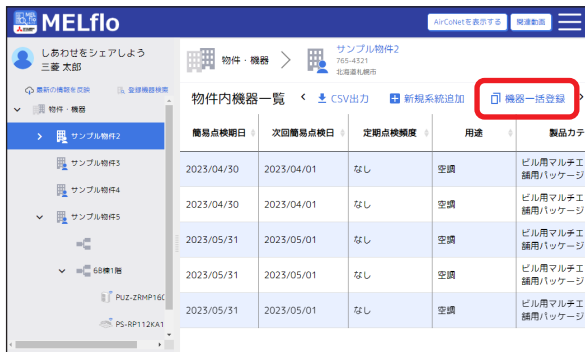 MELflo
AirCoNetを表示する
関連動画
しあわせをシェアしよう
三菱 太郎
最新の情報を反映
登録機器検索
物件・機器
サンプル物件2
サンプル物件3
サンプル物件4
サンプル物件5
6B棟1階
PUZ-ZRMP160
PS-RP112KA1
物件・機器
サンプル物件2
765-4321
北海道札幌市
物件内機器一覧
CSV出力
新規系統追加
機器一括登録
簡易点検期日 次回簡易点検日 定期点検頻度 用途 製品カテ
2023/04/30 2023/04/01 なし 空調 ビル用マルチエ
舗用パッケージ
2023/04/30 2023/04/01 なし 空調 ビル用マルチエ
舗用パッケージ
2023/05/31 2023/05/01 なし 空調 ビル用マルチエ
舗用パッケージ
2023/05/31 2023/05/01 なし 空調 ビル用マルチエ
舗用パッケージ
2023/05/31 2023/05/01 なし 空調 ビル用マルチエ
舗用パッケージ